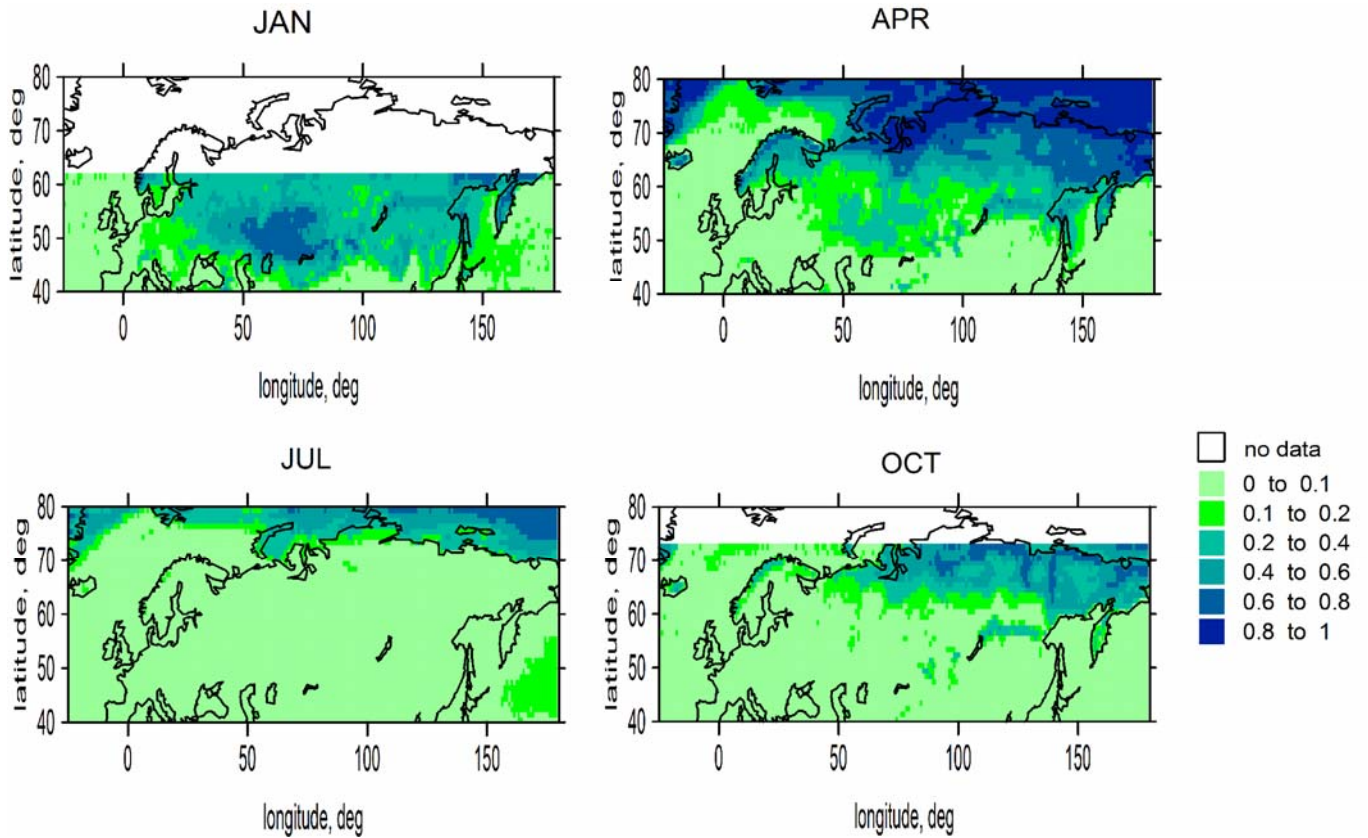 JAN
80
70
60
50
40
latitude, deg
0 50 100 150
longitude, deg
APR
80
70
60
50
40
latitude, deg
0 50 100 150
longitude, deg
JUL
80
70
60
50
40
latitude, deg
0 50 100 150
longitude, deg
OCT
80
70
60
50
40
latitude, deg
0 50 100 150
longitude, deg
no data
0 to 0.1
0.1 to 0.2
0.2 to 0.4
0.4 to 0.6
0.6 to 0.8
0.8 to 1